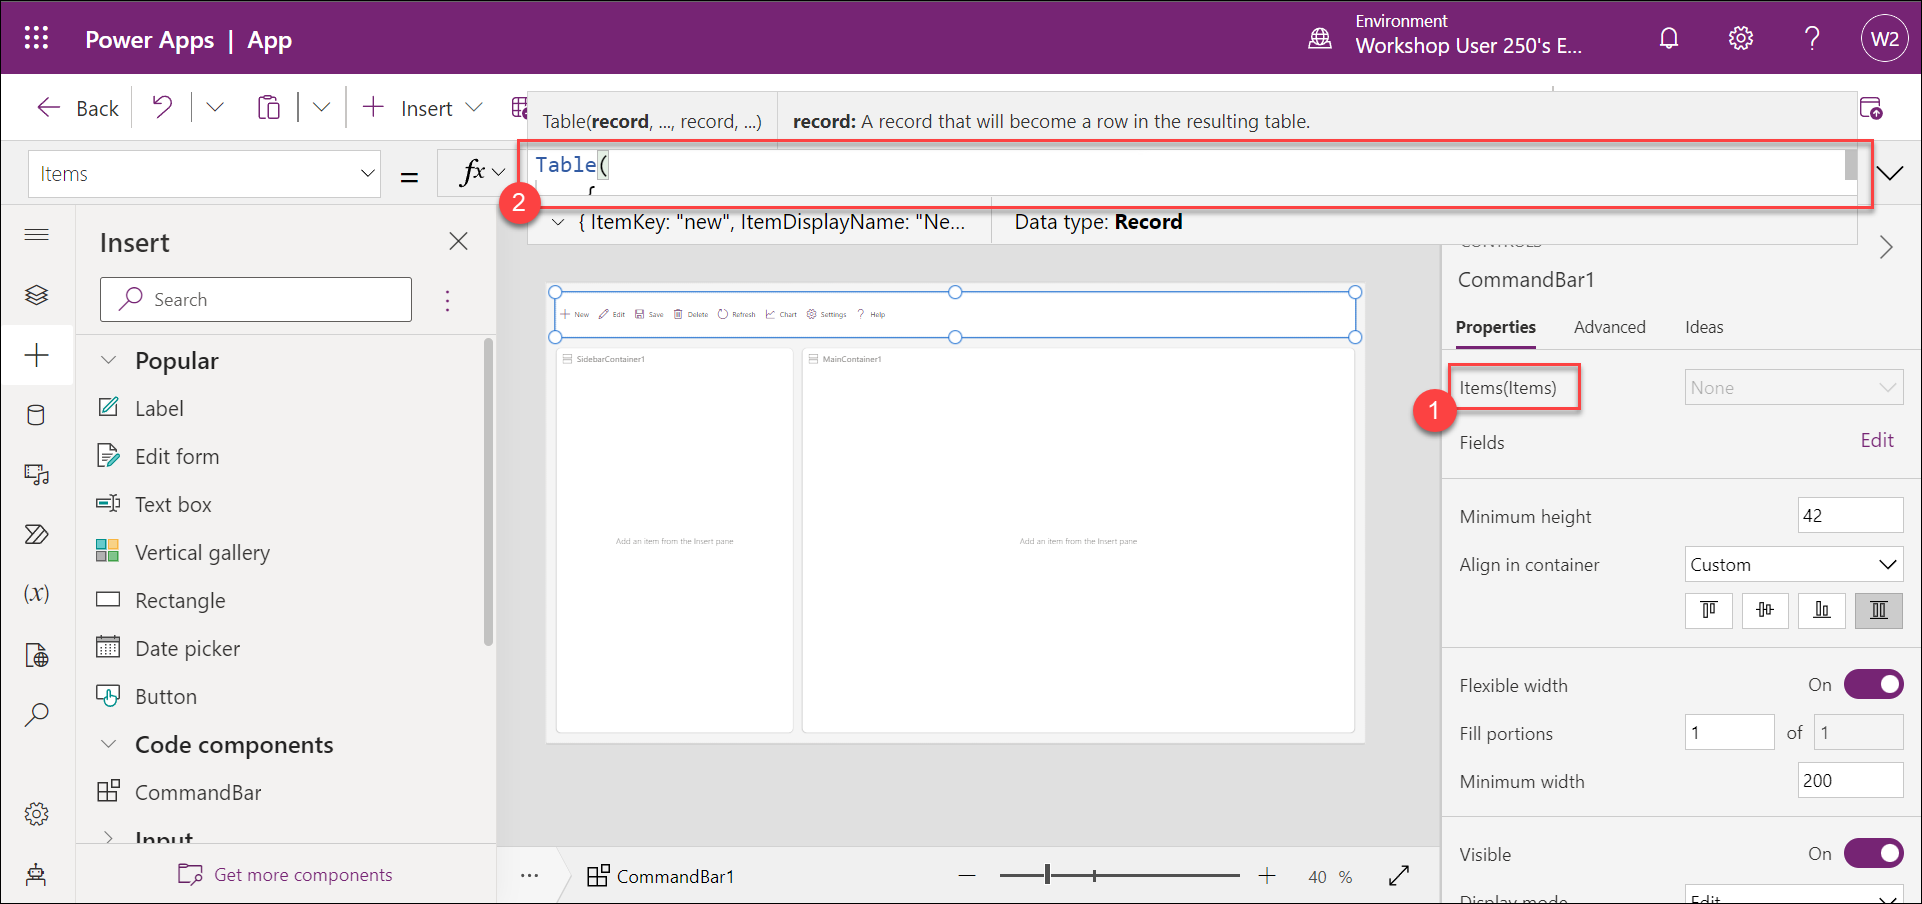 Power Apps | App
Environment
Workshop User 250's E...
W2
Back
Insert
Table(record, ..., record, ...)
record: A record that will become a row in the resulting table.
Items
=
fx
Table(
{
2
{ ItemKey: "new", ItemDisplayName: "Ne...
Data type: Record
Insert
Search
Popular
Label
Edit form
Text box
Vertical gallery
Rectangle
Date picker
Button
Code components
CommandBar
Input
Get more components
(x)
New
Edit
Save
Delete
Refresh
Chart
Settings
Help
SidebarContainer1
MainContainer1
Add an item from the Insert pane
Add an item from the Insert pane
...
CommandBar1
40 %
CONTROLS
CommandBar1
Properties
Advanced
Ideas
1
Items(Items)
None
Fields
Edit
Minimum height
42
Align in container
Custom
Flexible width
On
Fill portions
1 of 1
Minimum width
200
Visible
On
Display mode
Edit